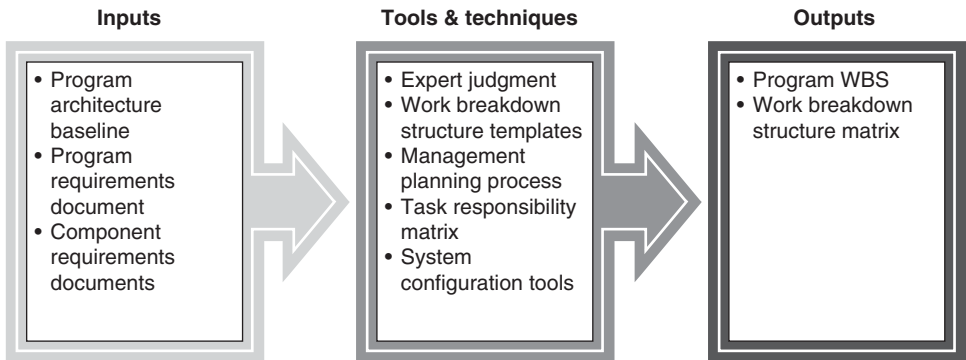 Inputs
Tools & techniques
Outputs
• Program
architecture
baseline
• Program
requirements
document
• Component
requirements
documents
• Expert judgment
• Work breakdown
structure templates
• Management
planning process
• Task responsibility
matrix
• System
configuration tools
• Program WBS
• Work breakdown
structure matrix